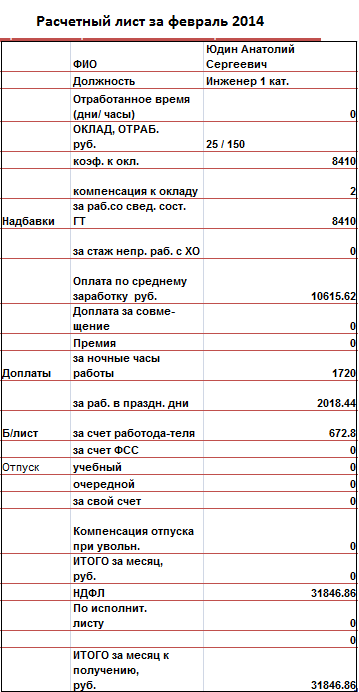 Расчетный лист за февраль 2014
Юдин Анатолий
ФИО Сергеевич
Должность Инженер 1 кат.
Отработанное время
(дни/ часы) 0
ОКЛАД, ОТРАБ.
руб. 25 / 150
коэф. к окл. 8410
компенсация к окладу 2
за раб.со свед. сост.
Надбавки ГТ 8410
за стаж непр. раб. с ХО 0
Оплата по среднему
заработку руб. 10615.62
Доплата за совме-
щение 0
Премия 0
за ночные часы
Доплаты работы 1720
за раб. в праздн. дни 2018.44
Б/лист за счет работода-теля 672.8
за счет ФСС 0
Отпуск учебный 0
очередной 0
за свой счет 0
Компенсация отпуска
при увольн. 0
ИТОГО за месяц,
руб. 0
НДФЛ 31846.86
По исполнит.
листу 0
0
ИТОГО за месяц к
получению,
руб. 31846.86